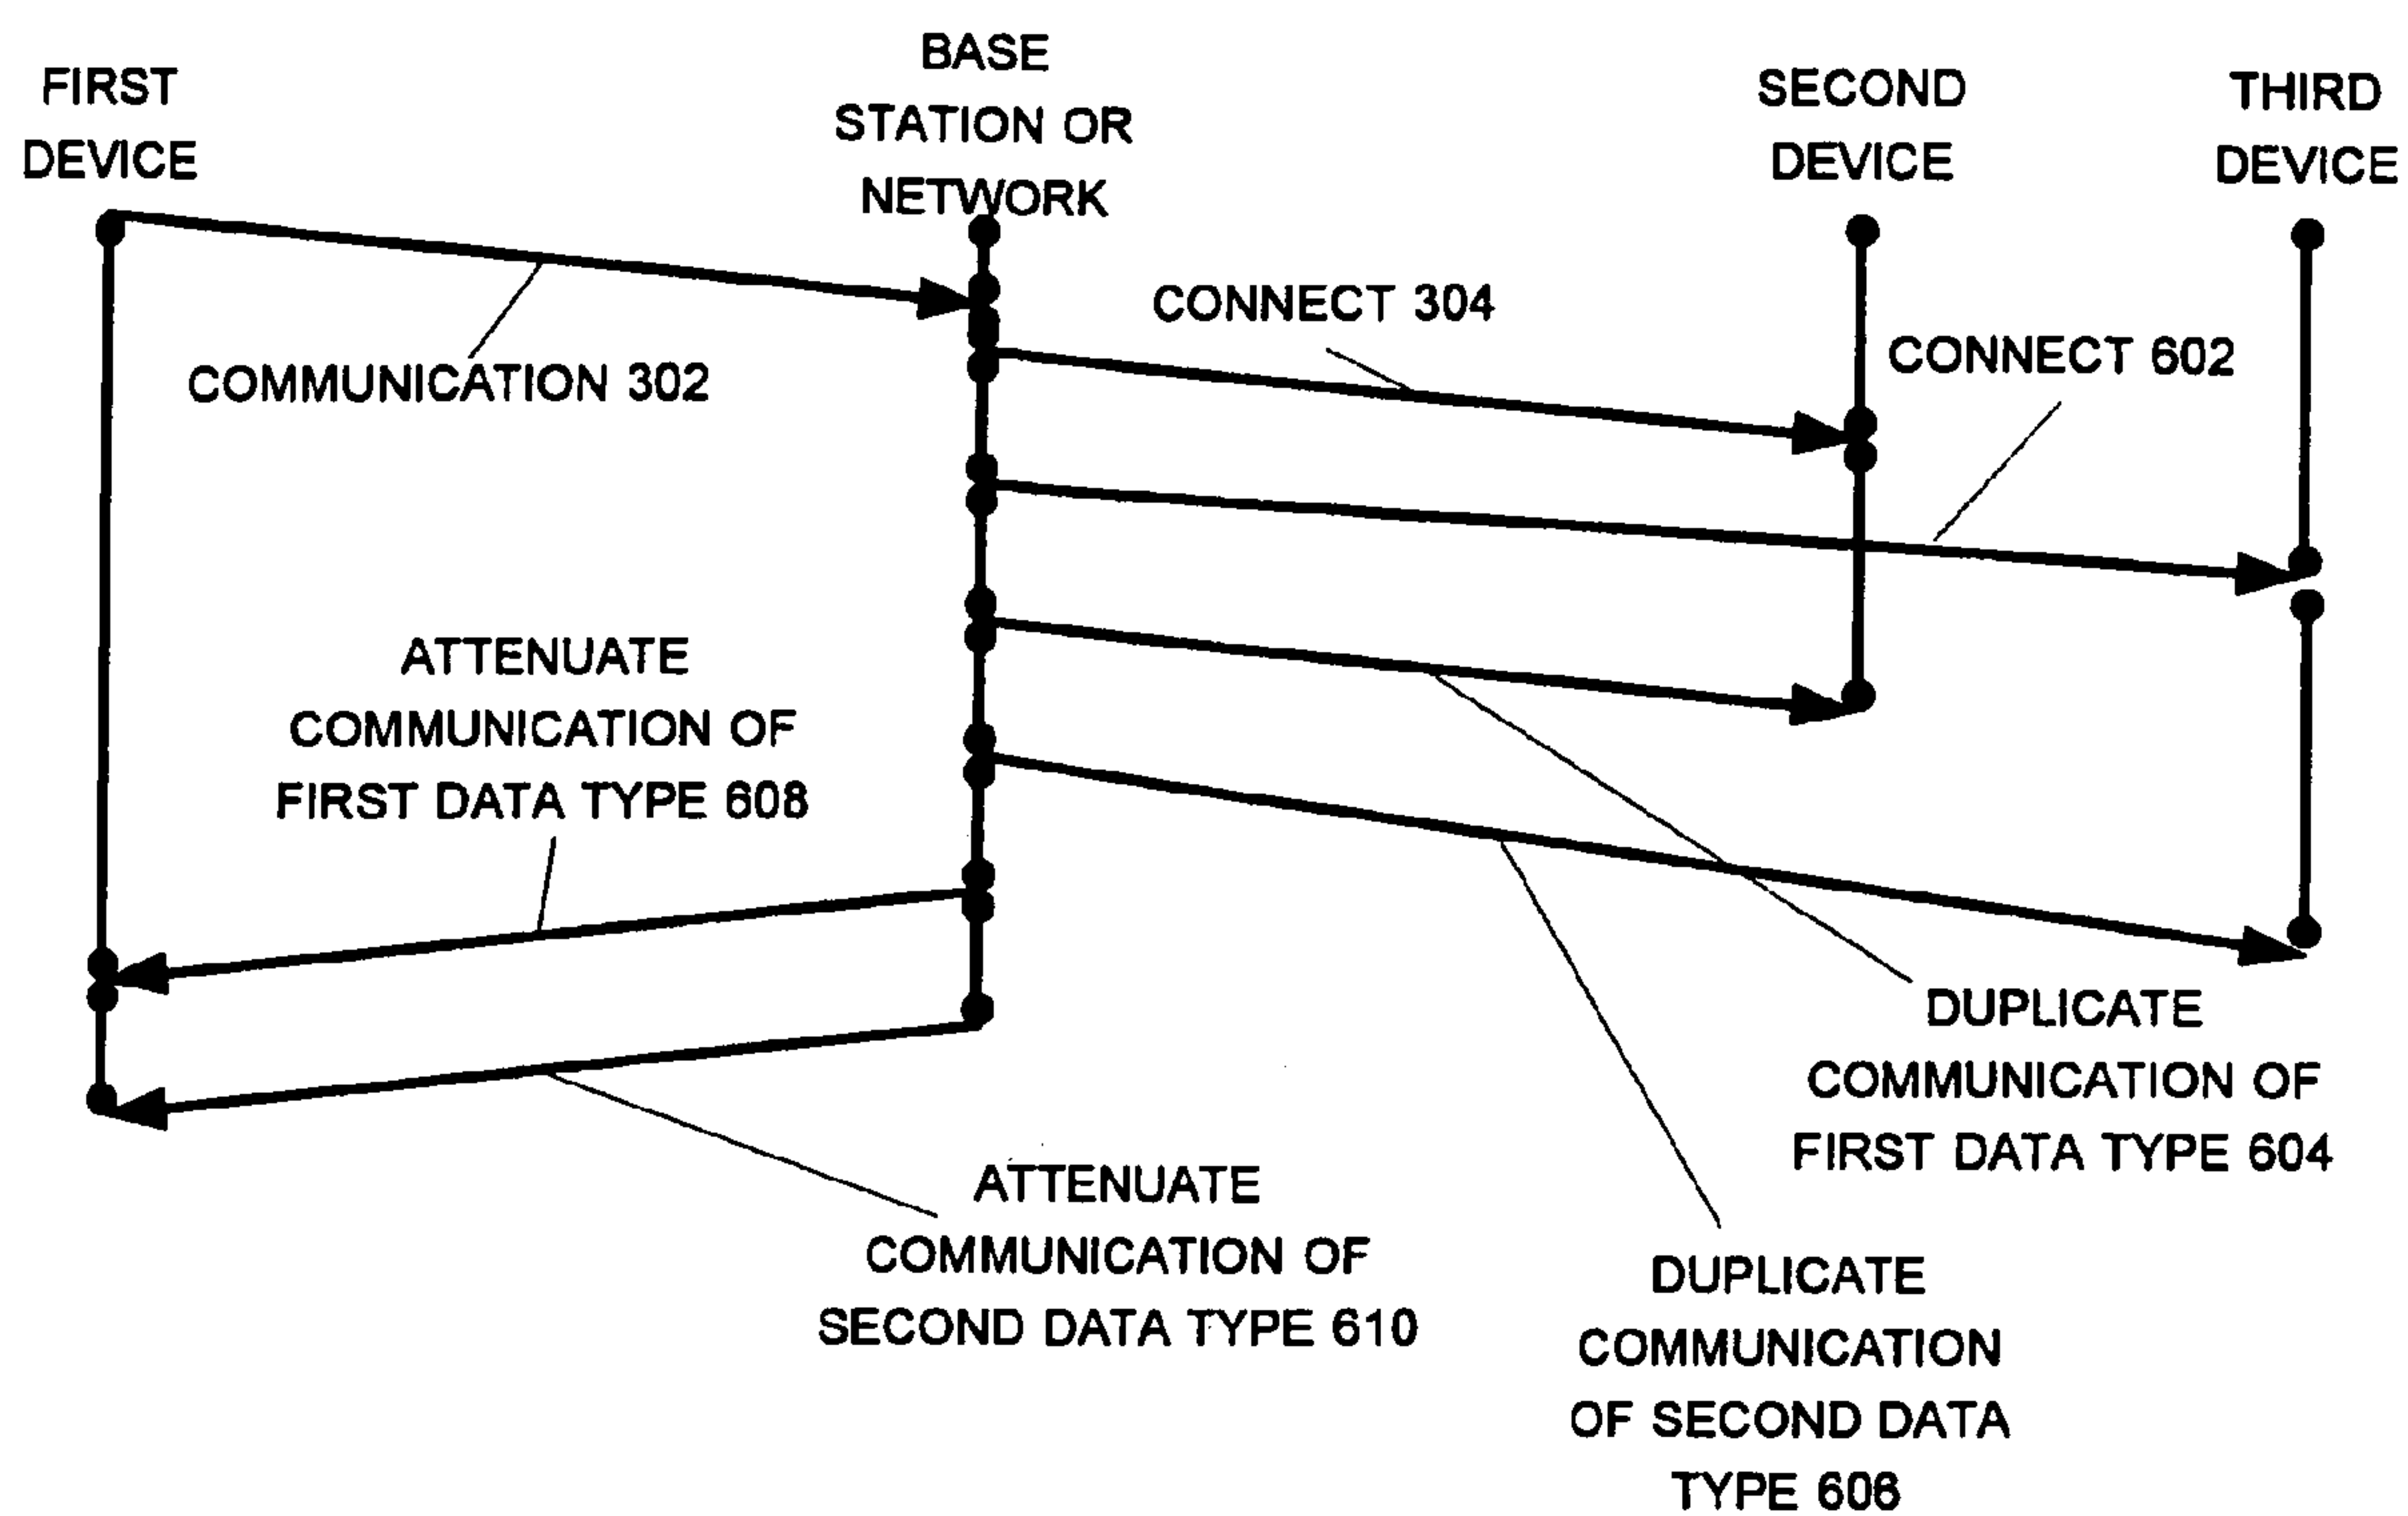 FIRST
DEVICE
BASE
STATION OR
NETWORK
SECOND
DEVICE
THIRD
DEVICE
COMMUNICATION 302
CONNECT 304
CONNECT 602
ATTENUATE
COMMUNICATION OF
FIRST DATA TYPE 608
DUPLICATE
COMMUNICATION OF
FIRST DATA TYPE 604
ATTENUATE
COMMUNICATION OF
SECOND DATA TYPE 610
DUPLICATE
COMMUNICATION
OF SECOND DATA
TYPE 606